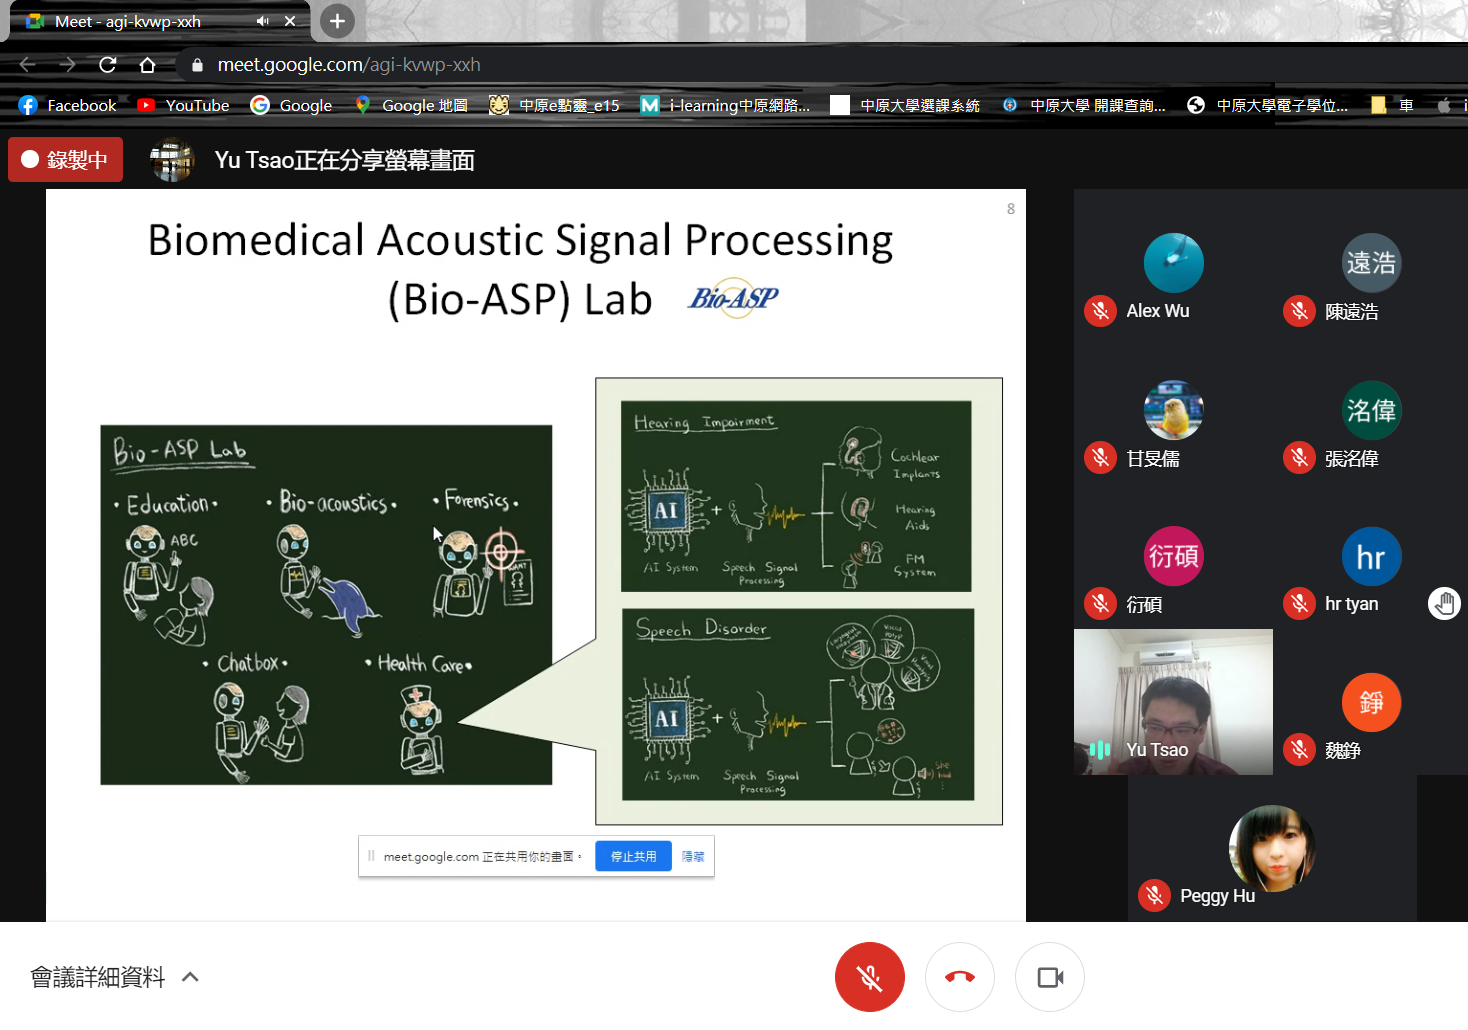 Meet - agi-kvwp-xxh
meet.google.com/agi-kvwp-xxh
Facebook YouTube Google Google 地圖 中原e點靈_e15 i-learning中原網路... 中原大學選課系統 中原大學 開課查詢... 中原大學電子學位... 車
錄製中 Yu Tsao正在分享螢幕畫面
8
Biomedical Acoustic Signal Processing
(Bio-ASP) Lab Bio-ASP
Bio-ASP Lab
• Education • • Bio-acoustics • • Forensics •
ABC
WANT
• Chatbox • • Health Care •
Hearing Impairment
Cochlear
Implants
AI
+
Hearing
Aids
FM
System
AI System Speech Signal
Processing
Speech Disorder
Vocal
AI
+
She
had
AI System Speech Signal
Processing
meet.google.com 正在共用你的畫面。 停止共用 隱藏
遠浩
Alex Wu 陳遠浩
洺偉
甘旻儒 張洺偉
衍碩 hr
衍碩 hr tyan
錚
Yu Tsao 魏錚
Peggy Hu
會議詳細資料